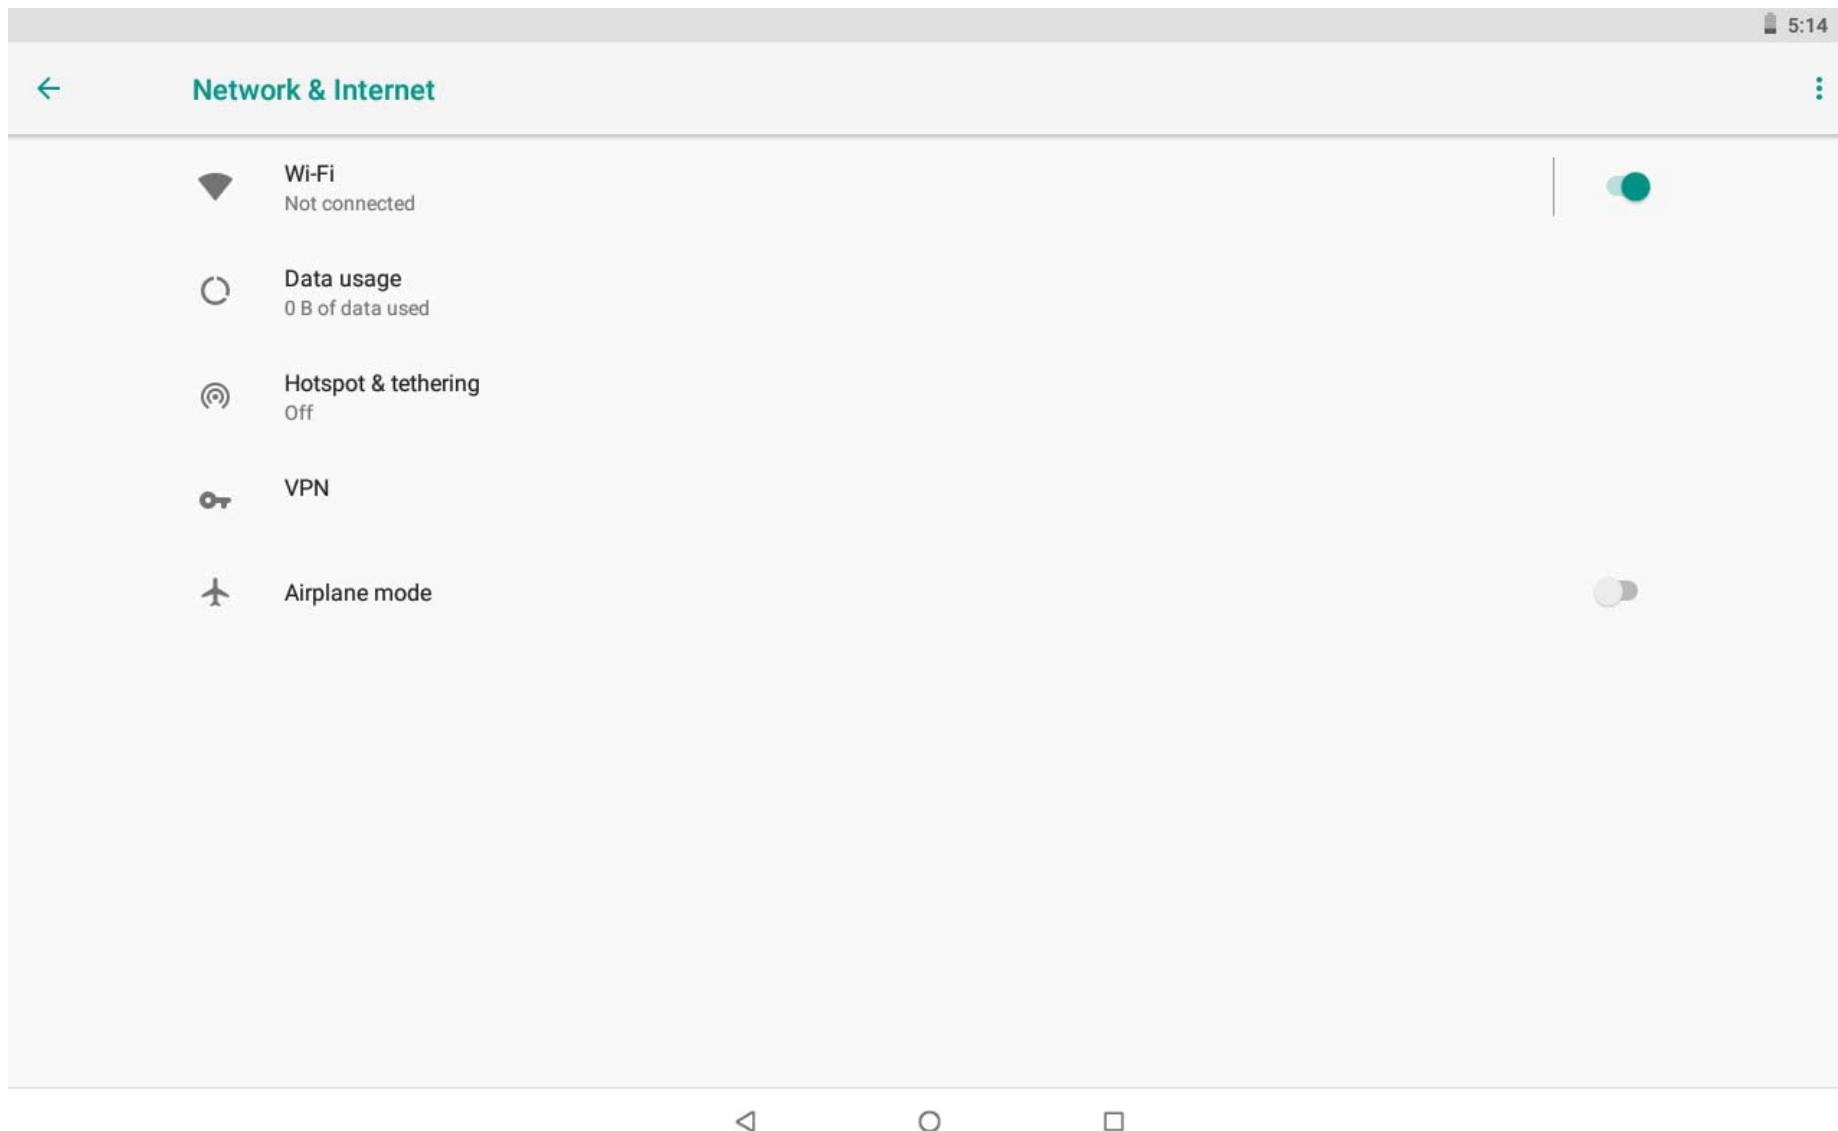 5:14
Network & Internet
Wi-Fi
Not connected
Data usage
0 B of data used
Hotspot & tethering
Off
VPN
Airplane mode